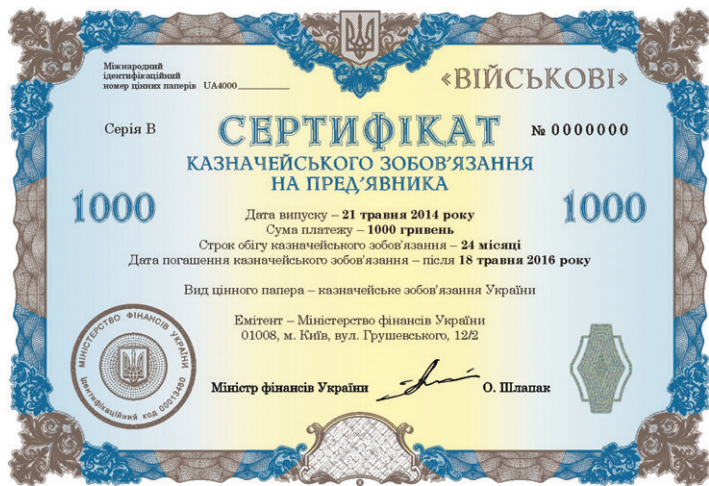 Міжнародний
ідентифікаційний
номер цінних паперів UA4000__________
«ВІЙСЬКОВІ»
Серія В
СЕРТИФІКАТ
№ 0000000
КАЗНАЧЕЙСЬКОГО ЗОБОВ'ЯЗАННЯ
НА ПРЕД'ЯВНИКА
1000
1000
Дата випуску – 21 травня 2014 року
Сума платежу – 1000 гривень
Строк обігу казначейського зобов'язання – 24 місяці
Дата погашення казначейського зобов'язання – після 18 травня 2016 року
Вид цінного папера – казначейське зобов'язання України
Емітент – Міністерство фінансів України
01008, м. Київ, вул. Грушевського, 12/2
МІНІСТЕРСТВО ФІНАНСІВ УКРАЇНИ
Ідентифікаційний код 00013480
Міністр фінансів України
О. Шлапак